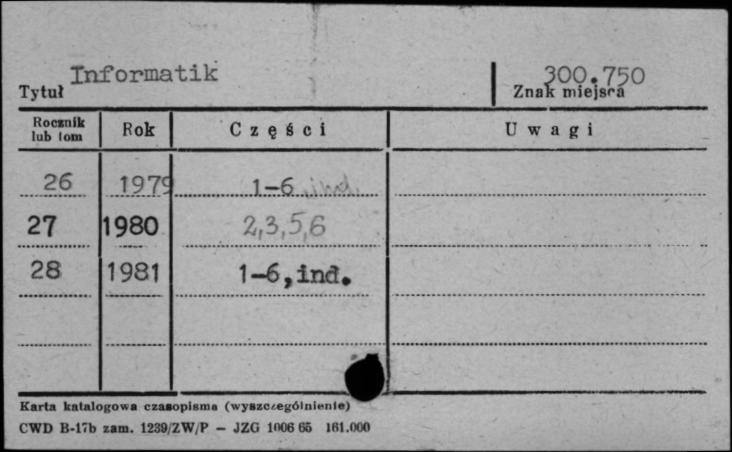 Informatik 300.750
Tytuł Znak miejsca
Rocznik lub tom Rok Części Uwagi
26 1979 1-6 ind.
27 1980 2,3,5,6
28 1981 1-6,ind.
Karta katalogowa czasopisma (wyszczególnienie)
CWD B-17b zam. 1239/ZW/P — JZG 1006 65 161.000